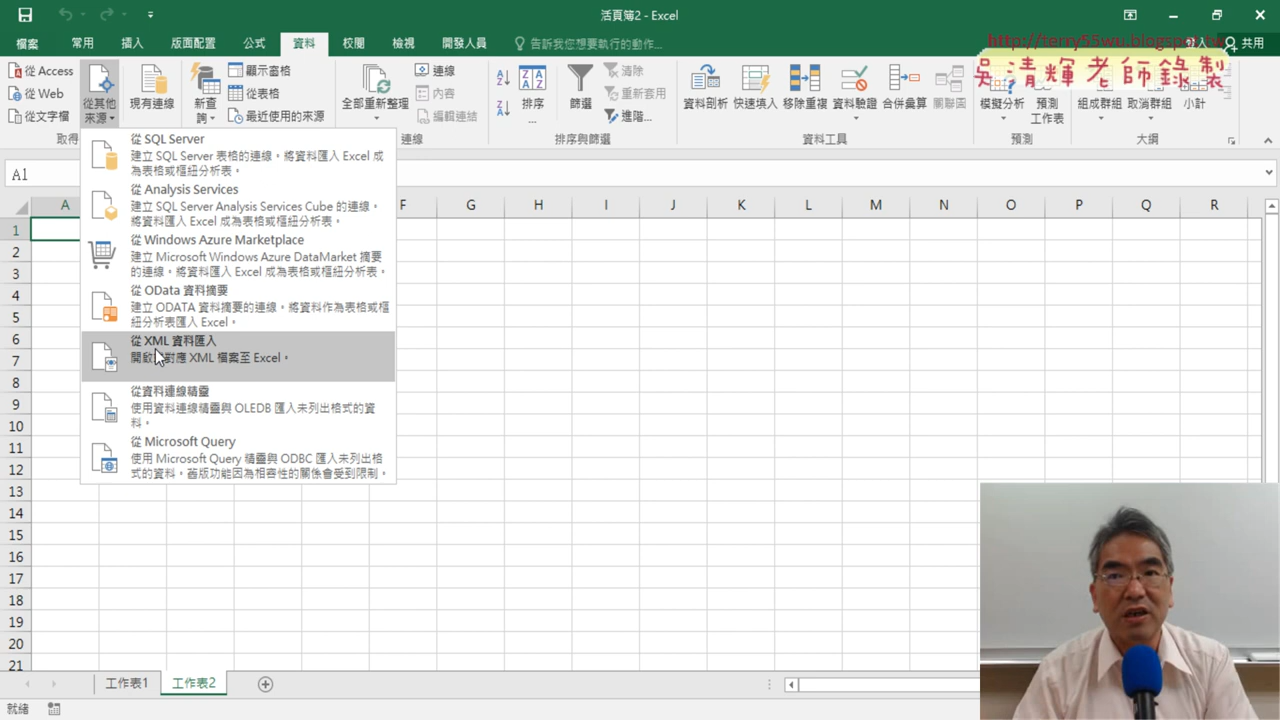 活頁簿2 - Excel
檔案 常用 插入 版面配置 公式 資料 校閱 檢視 開發人員 告訴我您想要執行的動作... 登入 共用
http://terry55wu.blogspot.tw
吳清輝老師錄製
從 Access
從 Web
從文字檔
從其他來源
現有連線
新查詢
顯示窗格
從表格
最近使用的來源
全部重新整理
連線
內容
編輯連結
排序...
篩選
清除
重新套用
進階...
資料剖析 快速填入 移除重複 資料驗證 合併彙算 關聯圖
模擬分析 預測工作表
組成群組 取消群組 小計
取得 連線 排序與篩選 資料工具 預測 大綱
A1
從 SQL Server
建立 SQL Server 表格的連線。將資料匯入 Excel 成
為表格或樞紐分析表。
從 Analysis Services
建立 SQL Server Analysis Services Cube 的連線。
將資料匯入 Excel 成為表格或樞紐分析表。
從 Windows Azure Marketplace
建立 Microsoft Windows Azure DataMarket 摘要
的連線。將資料匯入 Excel 成為表格或樞紐分析表。
從 OData 資料摘要
建立 ODATA 資料摘要的連線。將資料作為表格或樞
紐分析表匯入 Excel。
從 XML 資料匯入
開啟 對應 XML 檔案至 Excel。
從資料連線精靈
使用資料連線精靈與 OLEDB 匯入未列出格式的資
料。
從 Microsoft Query
使用 Microsoft Query 精靈與 ODBC 匯入未列出格
式的資料。舊版功能因為相容性的關係會受到限制。
A F G H I J K L M N O P Q R
1
2
3
4
5
6
7
8
9
10
11
12
13
14
15
16
17
18
19
20
21
工作表1 工作表2
就緒